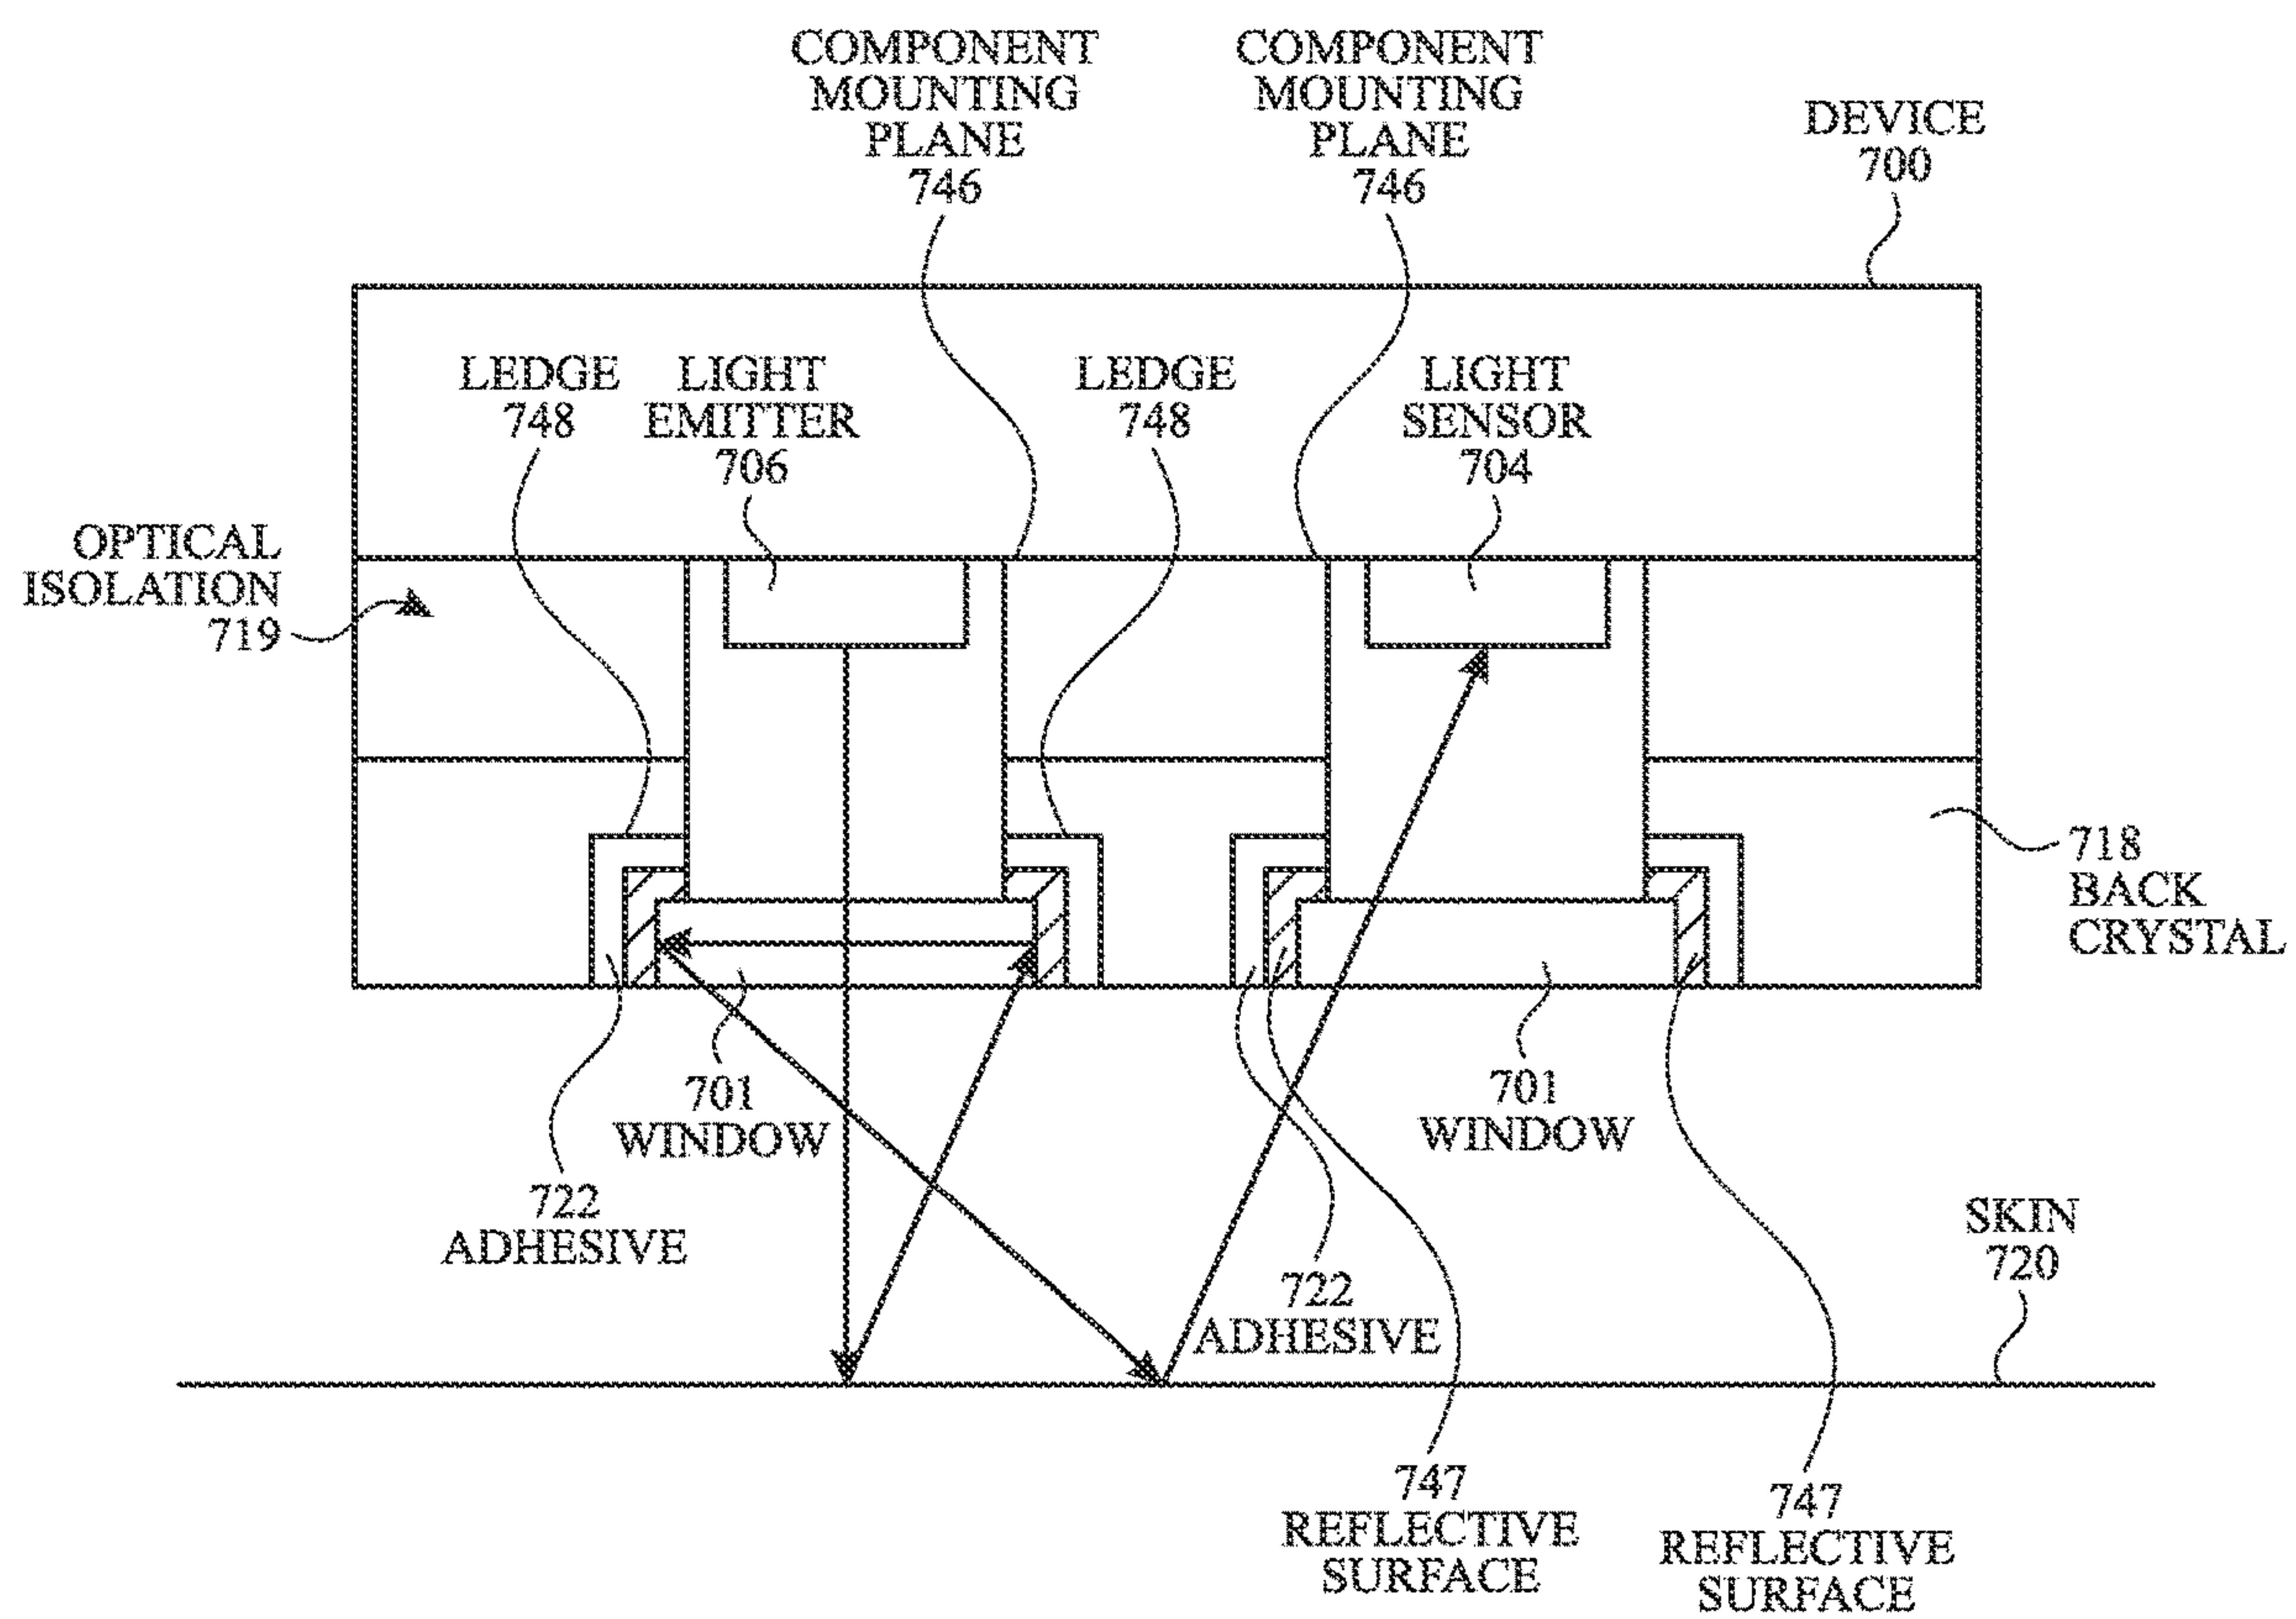 COMPONENT
MOUNTING
PLANE
746
COMPONENT
MOUNTING
PLANE
746
DEVICE
700
LEDGE
748
LIGHT
EMITTER
706
LEDGE
748
LIGHT
SENSOR
704
OPTICAL
ISOLATION
719
718
BACK
CRYSTAL
701
WINDOW
701
WINDOW
722
ADHESIVE
722
ADHESIVE
SKIN
720
747
REFLECTIVE
SURFACE
747
REFLECTIVE
SURFACE